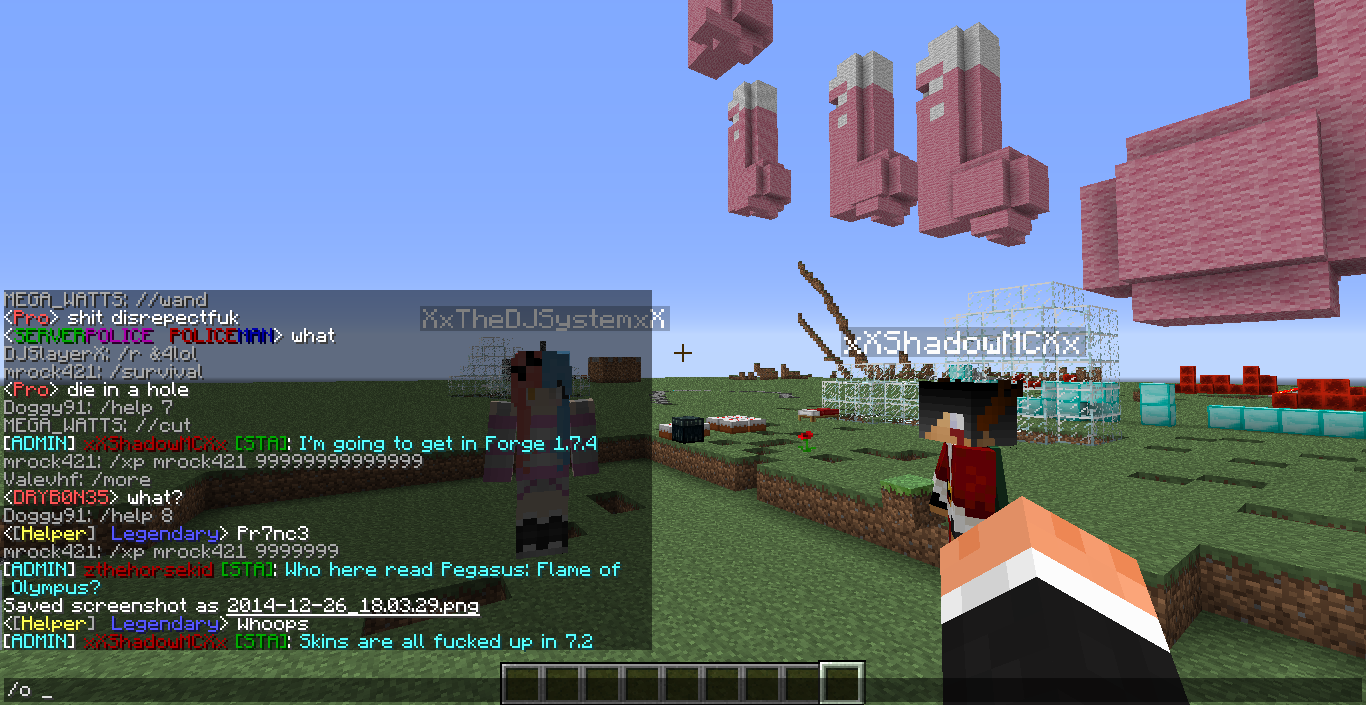 MEGA_WATTS: //wand
<Pro> shit disrepectfuk
<SERVERPOLICE POLICEMAN> what
DJSlayerX: /r &4lol
mrock421: /survival
<Pro> die in a hole
Doggy91: /help 7
MEGA_WATTS: //cut
[ADMIN] xXShadowMCXx [STA]: I'm going to get in Forge 1.7.4
mrock421: /xp mrock421 99999999999999
Valevhf: /more
<DRYB0N35> what?
Doggy91: /help 8
<[Helper] Legendary> Pr7nc3
mrock421: /xp mrock421 9999999
[ADMIN] zthehorsekid [STA]: Who here read Pegasus: Flame of
Olympus?
Saved screenshot as 2014-12-26_18.03.29.png
<[Helper] Legendary> Whoops
[ADMIN] xXShadowMCXx [STA]: Skins are all fucked up in 7.2
/o _
XxTheDJSystemxX
xXShadowMCXx